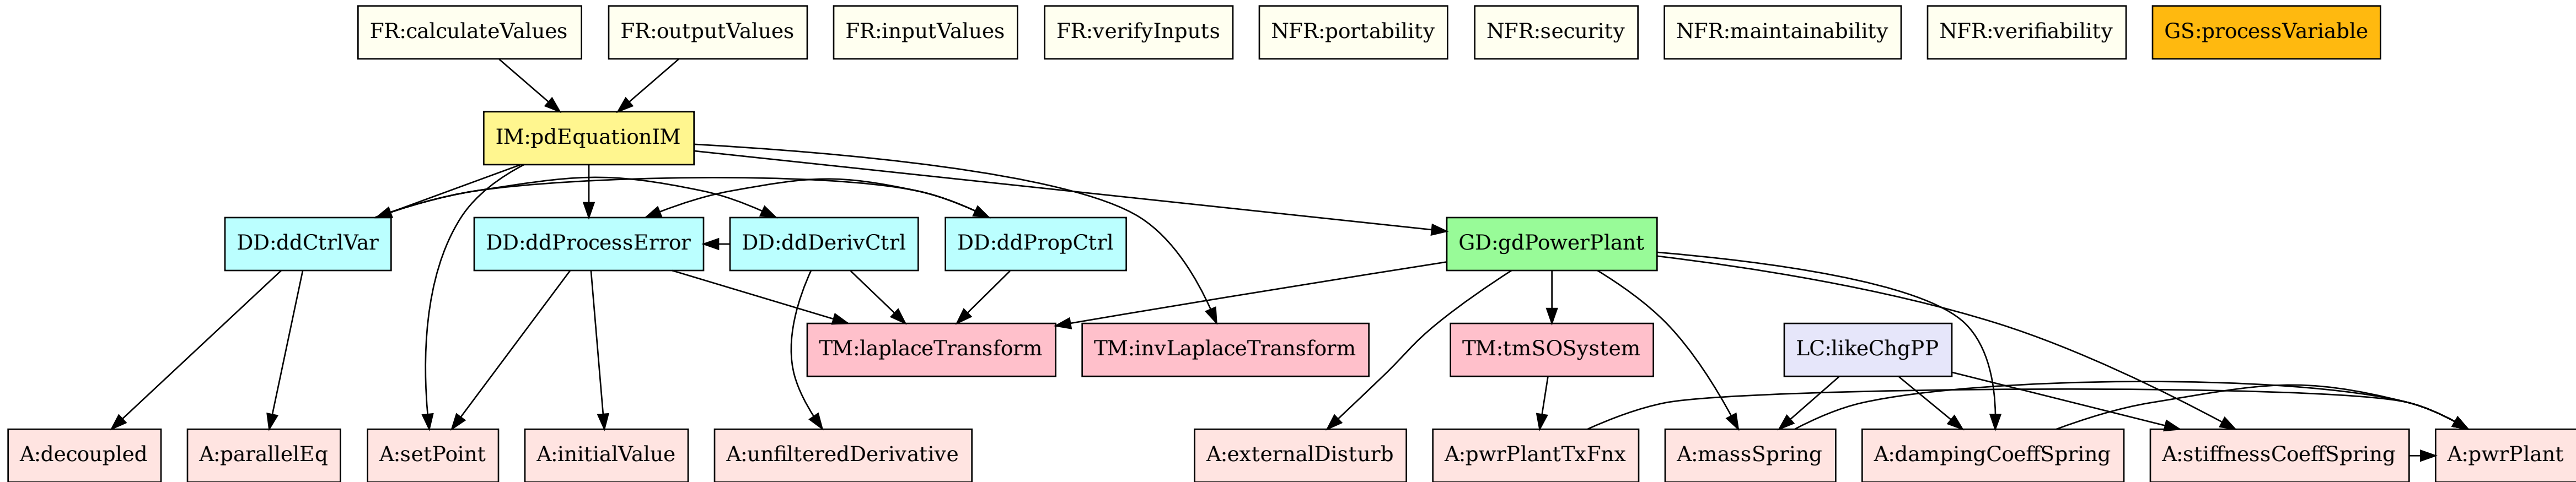 FR:calculateValues
FR:outputValues
FR:inputValues
FR:verifyInputs
NFR:portability
NFR:security
NFR:maintainability
NFR:verifiability
GS:processVariable
IM:pdEquationIM
DD:ddCtrlVar
DD:ddProcessError
DD:ddDerivCtrl
DD:ddPropCtrl
GD:gdPowerPlant
TM:laplaceTransform
TM:invLaplaceTransform
TM:tmSOSystem
LC:likeChgPP
A:decoupled
A:parallelEq
A:setPoint
A:initialValue
A:unfilteredDerivative
A:externalDisturb
A:pwrPlantTxFnx
A:massSpring
A:dampingCoeffSpring
A:stiffnessCoeffSpring
A:pwrPlant